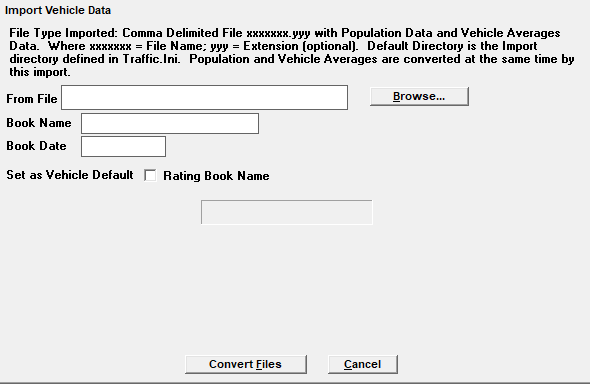 Import Vehicle Data
File Type Imported: Comma Delimited File xxxxxxx.yyy with Population Data and Vehicle Averages
Data. Where xxxxxxx = File Name; yyy = Extension (optional). Default Directory is the Import
directory defined in Traffic.Ini. Population and Vehicle Averages are converted at the same time by
this import.
From File Browse...
Book Name
Book Date
Set as Vehicle Default Rating Book Name
Convert Files Cancel